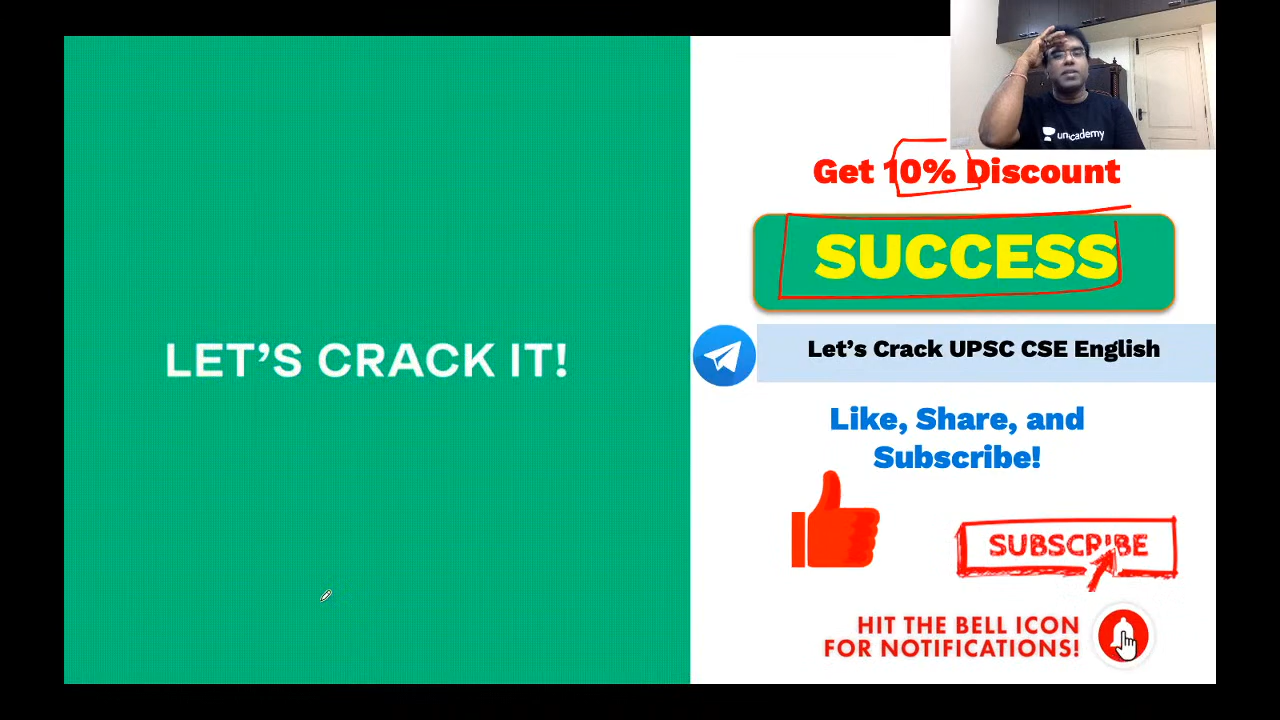 LET'S CRACK IT!
unacademy
Get 10% Discount
SUCCESS
Let's Crack UPSC CSE English
Like, Share, and
Subscribe!
SUBSCRIBE
HIT THE BELL ICON
FOR NOTIFICATIONS!